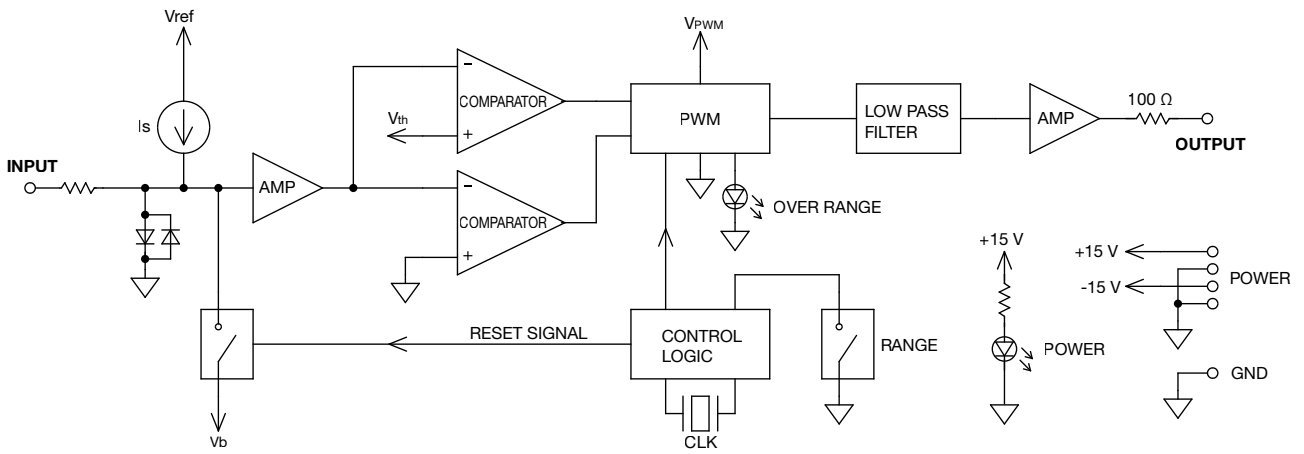 Vref
VPWM
Is
COMPARATOR
−
+
Vth
PWM
LOW PASS
FILTER
AMP
100 Ω
OUTPUT
INPUT
AMP
−
COMPARATOR
+
OVER RANGE
+15 V
+15 V
-15 V
POWER
RESET SIGNAL
CONTROL
LOGIC
RANGE
POWER
GND
Vb
CLK